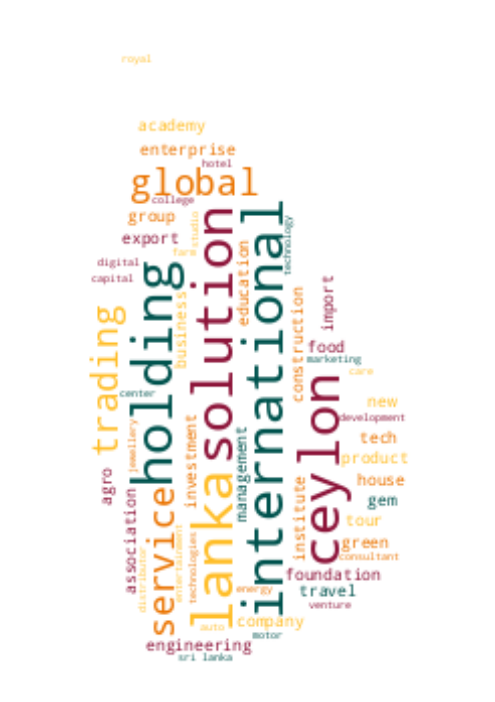 royal
academy
enterprise
hotel
global
college
group
studio
export
farm
digital
capital
holding
solution
international
technology
education
business
trading
construction
import
food
marketing
care
center
ceylon
new
development
jewellery
investment
management
tech
product
agro
house
gem
association
service
lanka
institute
tour
green
consultant
distributor
entertainment
technologies
foundation
energy
travel
venture
auto
company
motor
engineering
sri lanka